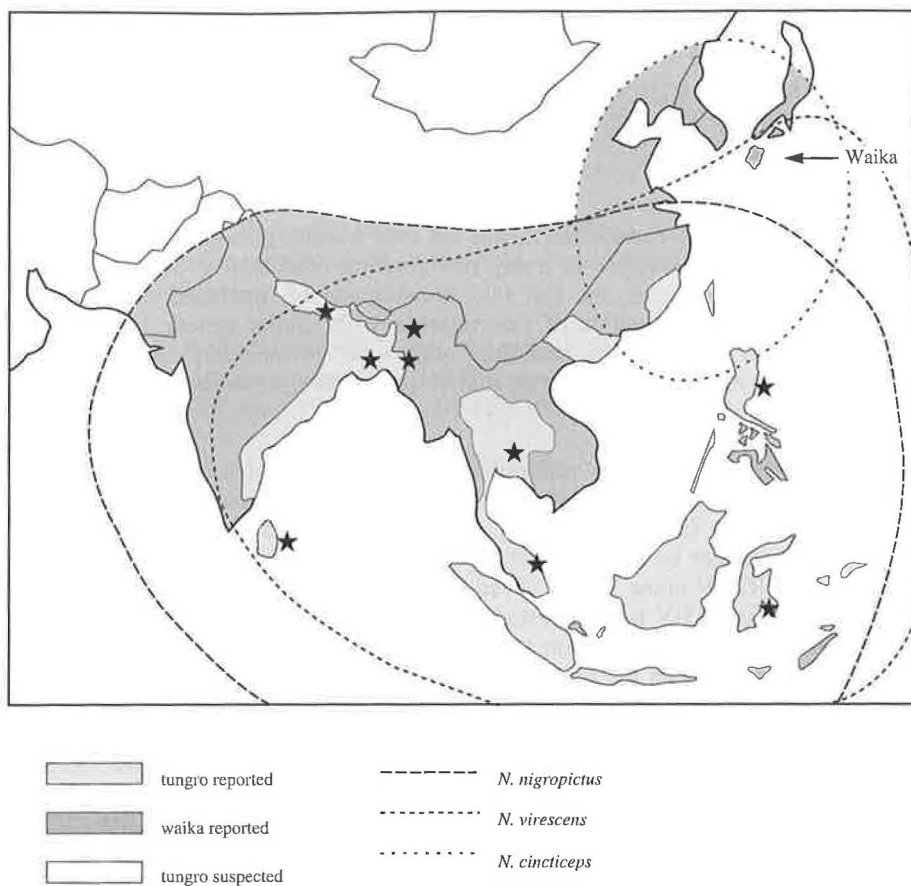 Waika
tungro reported
waika reported
tungro suspected
N. nigropictus
N. virescens
N. cincticeps